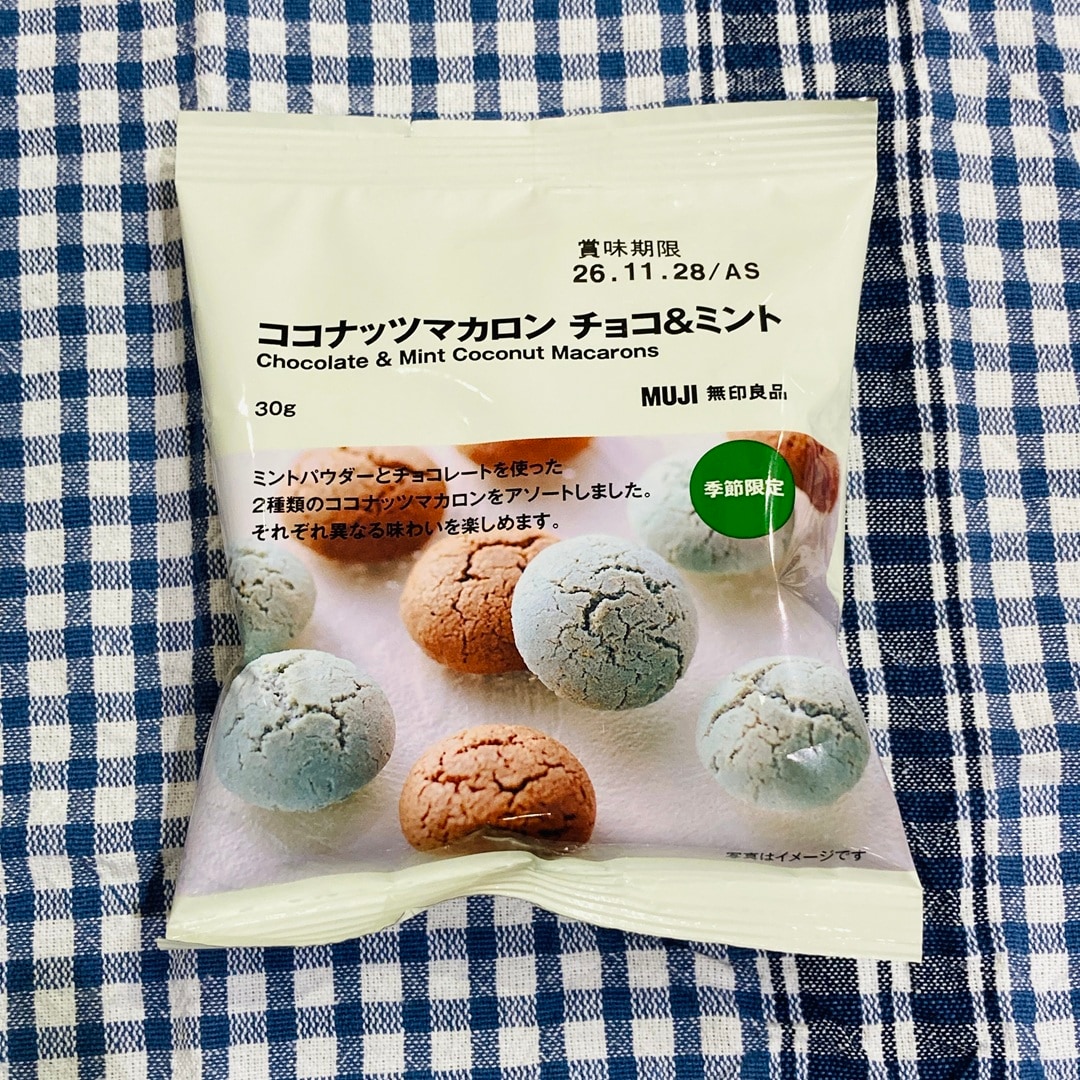 賞味期限
26.11.28/AS
ココナッツマカロン チョコ&ミント
Chocolate & Mint Coconut Macarons
30g
MUJI 無印良品
ミントパウダーとチョコレートを使った
2種類のココナッツマカロンをアソートしました。
それぞれ異なる味わいを楽しめます。
季節限定
写真はイメージです